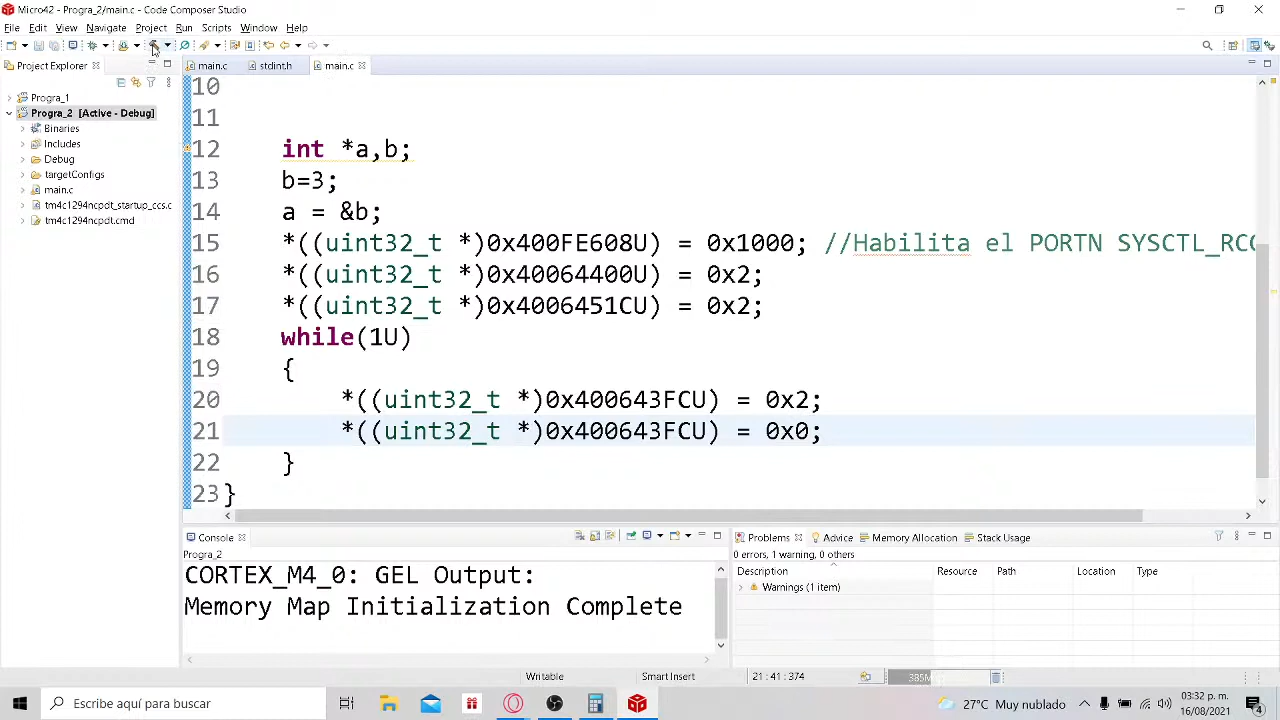 Micro42 - Progra_2/main.c - Code Composer Studio
File Edit View Navigate Project Run Scripts Window Help
Project Explorer
main.c stdint.h main.c
Progra_1
Progra_2 [Active - Debug]
Binaries
Includes
Debug
targetConfigs
main.c
tm4c1294ncpdt_startup_ccs.c
tm4c1294ncpdt.cmd
10
11
12 int *a,b;
13 b=3;
14 a = &b;
15 *((uint32_t *)0x400FE608U) = 0x1000; //Habilita el PORTN SYSCTL_RCG
16 *((uint32_t *)0x40064400U) = 0x2;
17 *((uint32_t *)0x4006451CU) = 0x2;
18 while(1U)
19 {
20 *((uint32_t *)0x400643FCU) = 0x2;
21 *((uint32_t *)0x400643FCU) = 0x0;
22 }
23 }
Console
Progra_2
CORTEX_M4_0: GEL Output:
Memory Map Initialization Complete
Problems Advice Memory Allocation Stack Usage
0 errors, 1 warning, 0 others
Description Resource Path Location Type
Warnings (1 item)
Writable Smart Insert 21:41:374
Escribe aquí para buscar
27°C Muy nublado
03:32 p. m.
16/08/2021
4